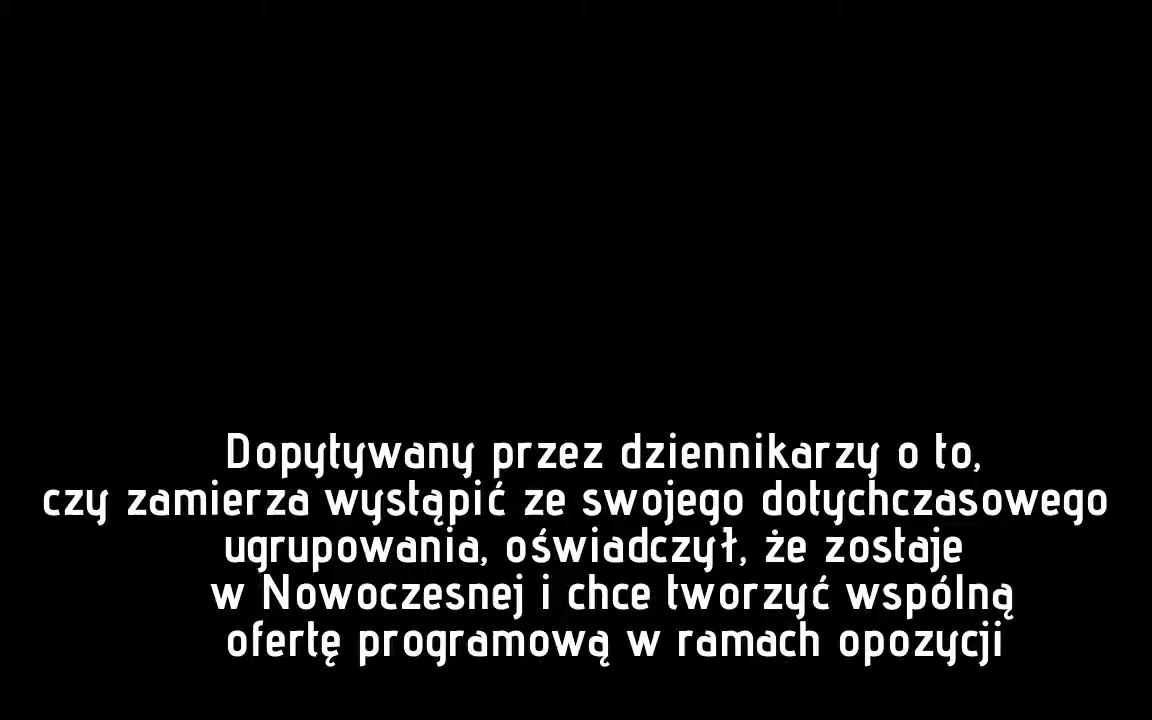 Dopytywany przez dziennikarzy o to,
czy zamierza wystąpić ze swojego dotychczasowego
ugrupowania, oświadczył, że zostaje
w Nowoczesnej i chce tworzyć wspólną
ofertę programową w ramach opozycji